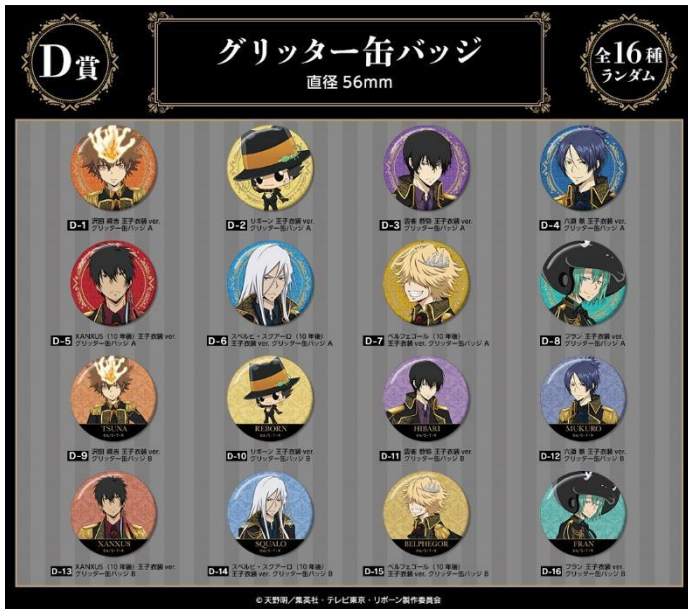 D賞
グリッター缶バッジ
直径 56mm
全16種
ランダム
D-1 沢田 綱吉 王子衣装 ver.
グリッター缶バッジ A
D-2 リボーン 王子衣装 ver.
グリッター缶バッジ A
D-3 雲雀 恭弥 王子衣装 ver.
グリッター缶バッジ A
D-4 六道 骸 王子衣装 ver.
グリッター缶バッジ A
D-5 XANXUS（10年後）王子衣装 ver.
グリッター缶バッジ A
D-6 スペルビ・スクアーロ（10年後）
王子衣装 ver. グリッター缶バッジ A
D-7 ベルフェゴール（10年後）
王子衣装 ver. グリッター缶バッジ A
D-8 フラン 王子衣装 ver.
グリッター缶バッジ A
TSUNA
REBORN
HIBARI
MUKURO
D-9 沢田 綱吉 王子衣装 ver.
グリッター缶バッジ B
D-10 リボーン 王子衣装 ver.
グリッター缶バッジ B
D-11 雲雀 恭弥 王子衣装 ver.
グリッター缶バッジ B
D-12 六道 骸 王子衣装 ver.
グリッター缶バッジ B
XANXUS
SQUALO
BELPHEGOR
FRAN
D-13 XANXUS（10年後）王子衣装 ver.
グリッター缶バッジ B
D-14 スペルビ・スクアーロ（10年後）
王子衣装 ver. グリッター缶バッジ B
D-15 ベルフェゴール（10年後）
王子衣装 ver. グリッター缶バッジ B
D-16 フラン 王子衣装 ver.
グリッター缶バッジ B
©天野明／集英社・テレビ東京・リボーン製作委員会